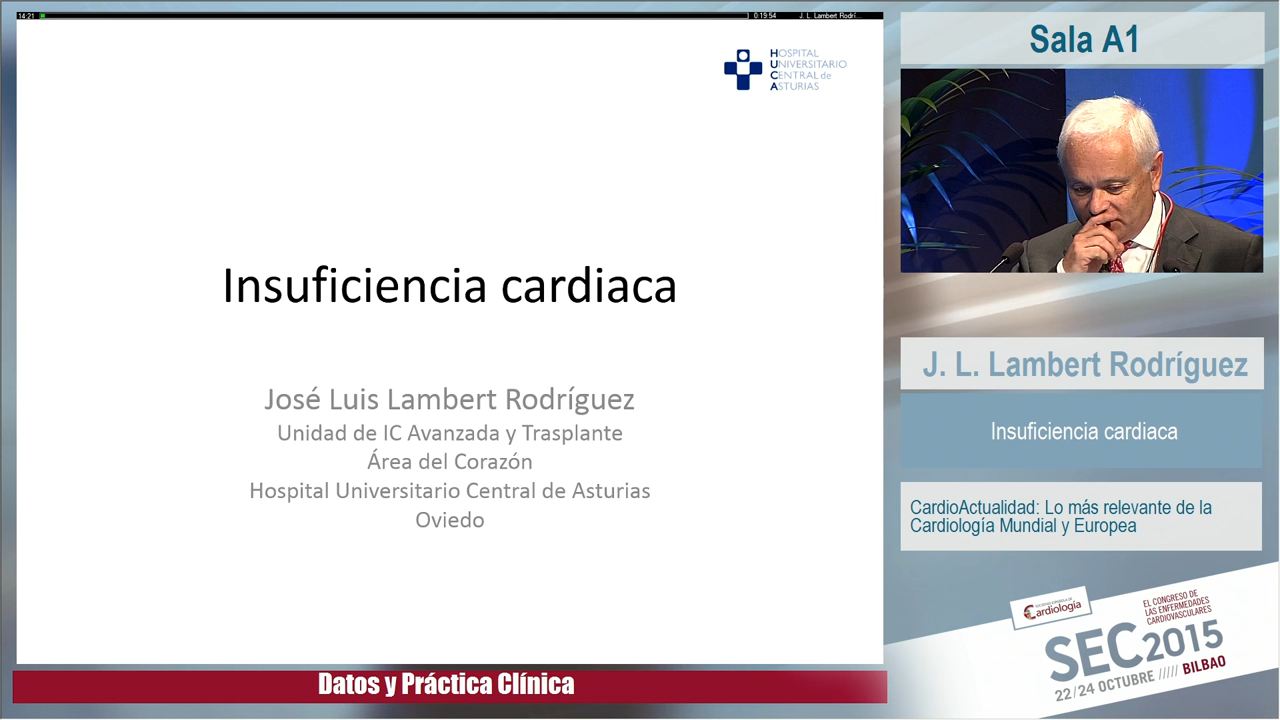 14:21
0:19:54
J. L. Lambert Rodrí...
HOSPITAL
UNIVERSITARIO
CENTRAL de
ASTURIAS
Insuficiencia cardiaca
José Luis Lambert Rodríguez
Unidad de IC Avanzada y Trasplante
Área del Corazón
Hospital Universitario Central de Asturias
Oviedo
Datos y Práctica Clínica
Sala A1
J. L. Lambert Rodríguez
Insuficiencia cardiaca
CardioActualidad: Lo más relevante de la
Cardiología Mundial y Europea
SOCIEDAD ESPAÑOLA DE
Cardiología
EL CONGRESO DE
LAS ENFERMEDADES
CARDIOVASCULARES
SEC2015
22/24 OCTUBRE ///// BILBAO